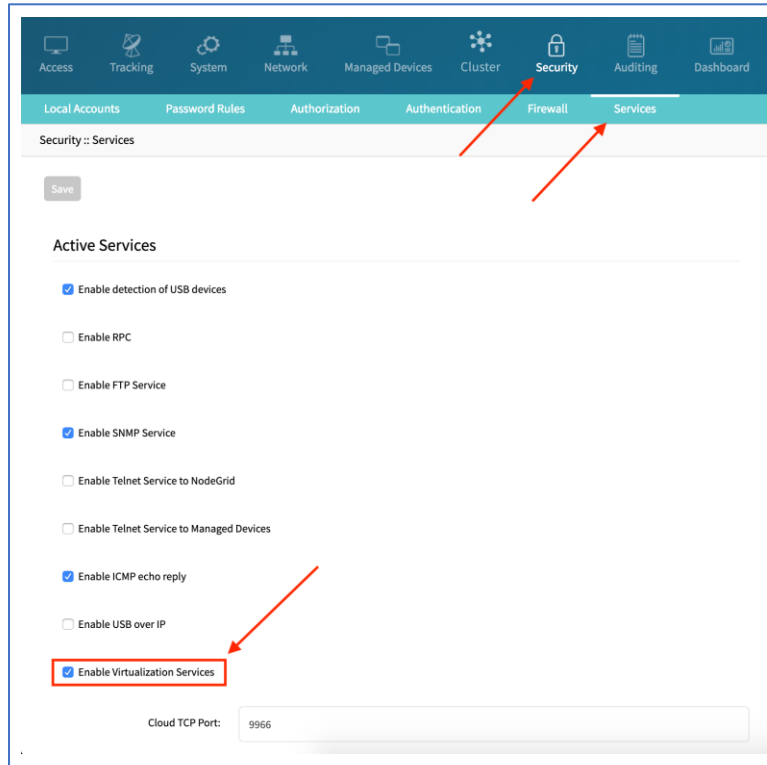 Access Tracking System Network Managed Devices Cluster Security Auditing Dashboard
Local Accounts Password Rules Authorization Authentication Firewall Services
Security :: Services
Save
Active Services
Enable detection of USB devices
Enable RPC
Enable FTP Service
Enable SNMP Service
Enable Telnet Service to NodeGrid
Enable Telnet Service to Managed Devices
Enable ICMP echo reply
Enable USB over IP
Enable Virtualization Services
Cloud TCP Port: 9966